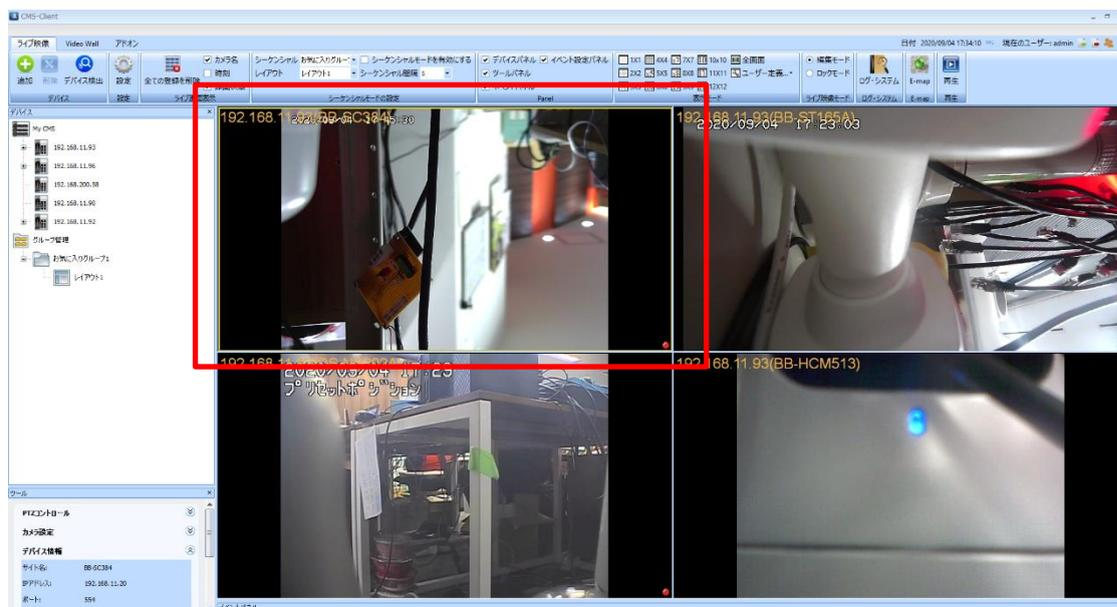 CMS-Client
ライブ映像 Video Wall アドオン
日付 2020/09/04 17:34:10 現在のユーザー: admin
カメラ名 シーケンシャル お気に入りグループ: シーケンシャルモードを有効にする デバイスパネル イベント設定パネル 1X1 4X4 7X7 10x10 全画面 編集モード
追加 削除 デバイス検出 設定 全ての登録を削除 時刻 レイアウト レイアウト1 シーケンシャル間隔 5 ツールパネル 2X2 5X5 8X8 11X11 ユーザー定義... ロックモード ログ・システム E-map 再生
12X12
デバイス 設定 シーケンシャルモードの設定 Panel ライブ映像モード ログ・システム E-map 再生
デバイス
My CMS
192.168.11.93
192.168.11.96
192.168.200.58
192.168.11.90
192.168.11.92
グループ管理
お気に入りグループ1
レイアウト1
192.168.11.93(BB-ST165A)
2020/09/04 17:23:03
2020/09/04 17:23
プリセットポジション
192.168.11.93(BB-HCM513)
ツール
PTZコントロール
カメラ設定
デバイス情報
サイト名: BB-SC384
IPアドレス: 192.168.11.20
ポート: 554